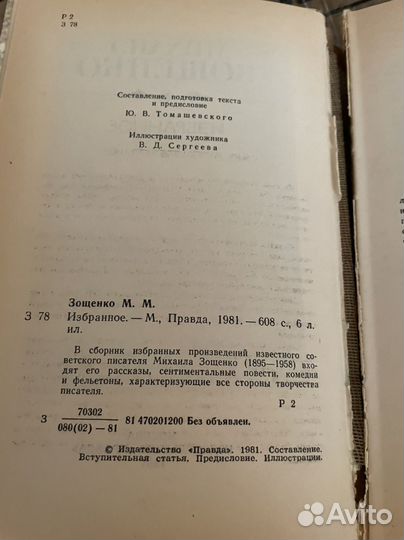 Р 2
З 78
Составление, подготовка текста
и предисловие
Ю. В. Томашевского
Иллюстрации художника
В. Д. Сергеева
Зощенко М. М.
З 78 Избранное. — М., Правда, 1981. — 608 с., 6 л.
ил.
В сборник избранных произведений известного со-
ветского писателя Михаила Зощенко (1895—1958) вхо-
дят его рассказы, сентиментальные повести, комедия
и фельетоны, характеризующие все стороны творчества
писателя.
Р 2
З 70302 81 470201200 Без объявл.
080(02) — 81
© Издательство «Правда». 1981. Составление.
Вступительная статья. Предисловие. Иллюстрации.
Avito